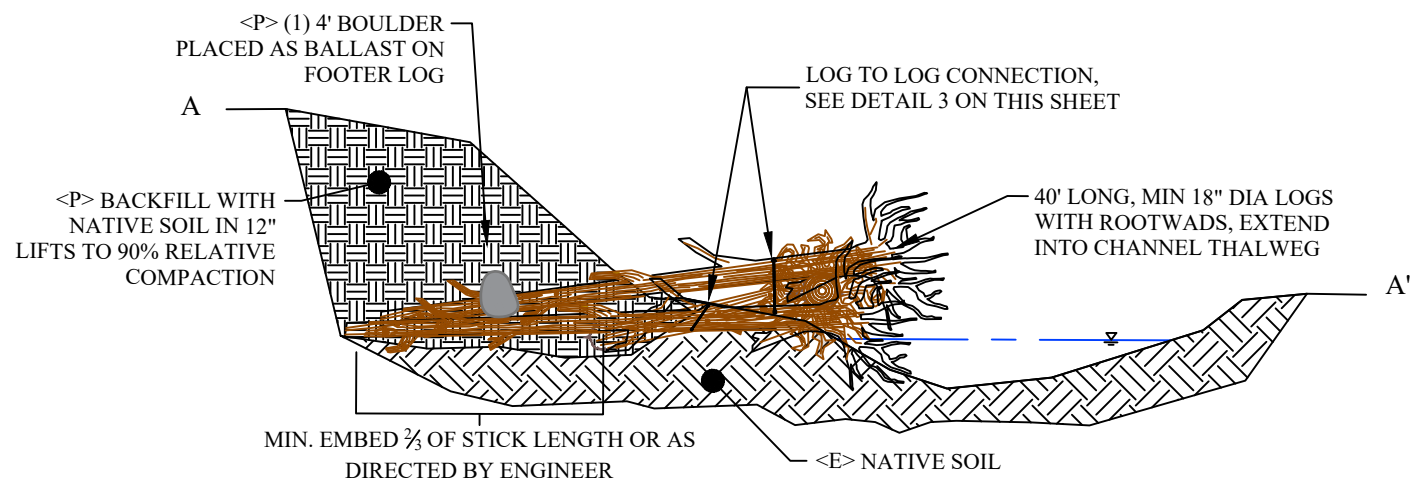 <P> (1) 4' BOULDER
PLACED AS BALLAST ON
FOOTER LOG
LOG TO LOG CONNECTION,
SEE DETAIL 3 ON THIS SHEET
A
<P> BACKFILL WITH
NATIVE SOIL IN 12"
LIFTS TO 90% RELATIVE
COMPACTION
40' LONG, MIN 18" DIA LOGS
WITH ROOTWADS, EXTEND
INTO CHANNEL THALWEG
A'
MIN. EMBED ⅔ OF STICK LENGTH OR AS
DIRECTED BY ENGINEER
<E> NATIVE SOIL